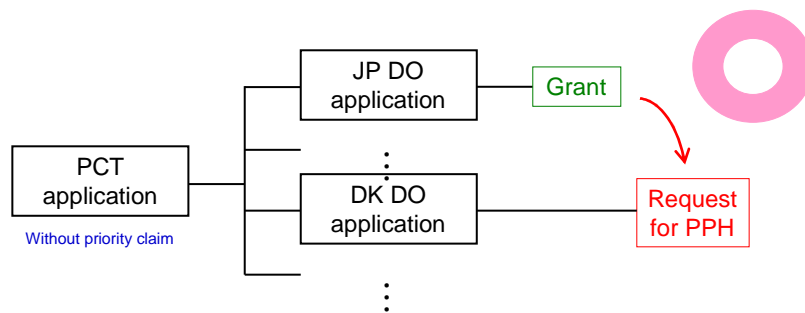 JP DO
application
Grant
PCT
application
Without priority claim
DK DO
application
Request
for PPH